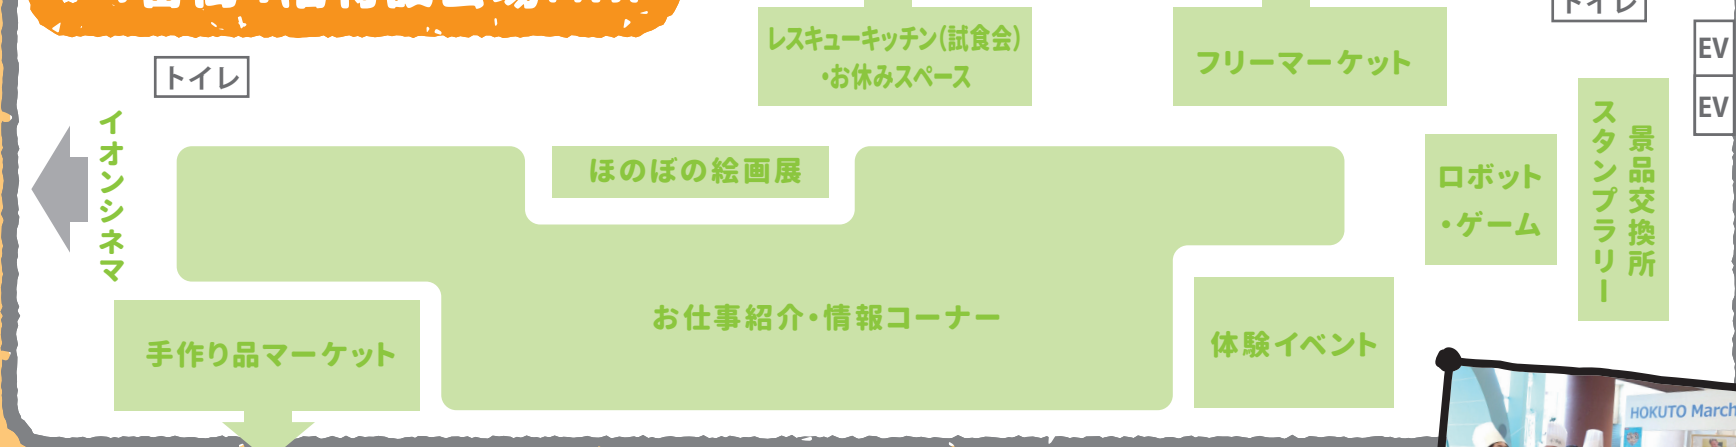 トイレ
レスキューキッチン(試食会)
・お休みスペース
フリーマーケット
トイレ
EV
EV
イオンシネマ
ほのぼの絵画展
ロボット
・ゲーム
スタンプラリー
景品交換所
お仕事紹介・情報コーナー
手作り品マーケット
体験イベント
HOKUTO March